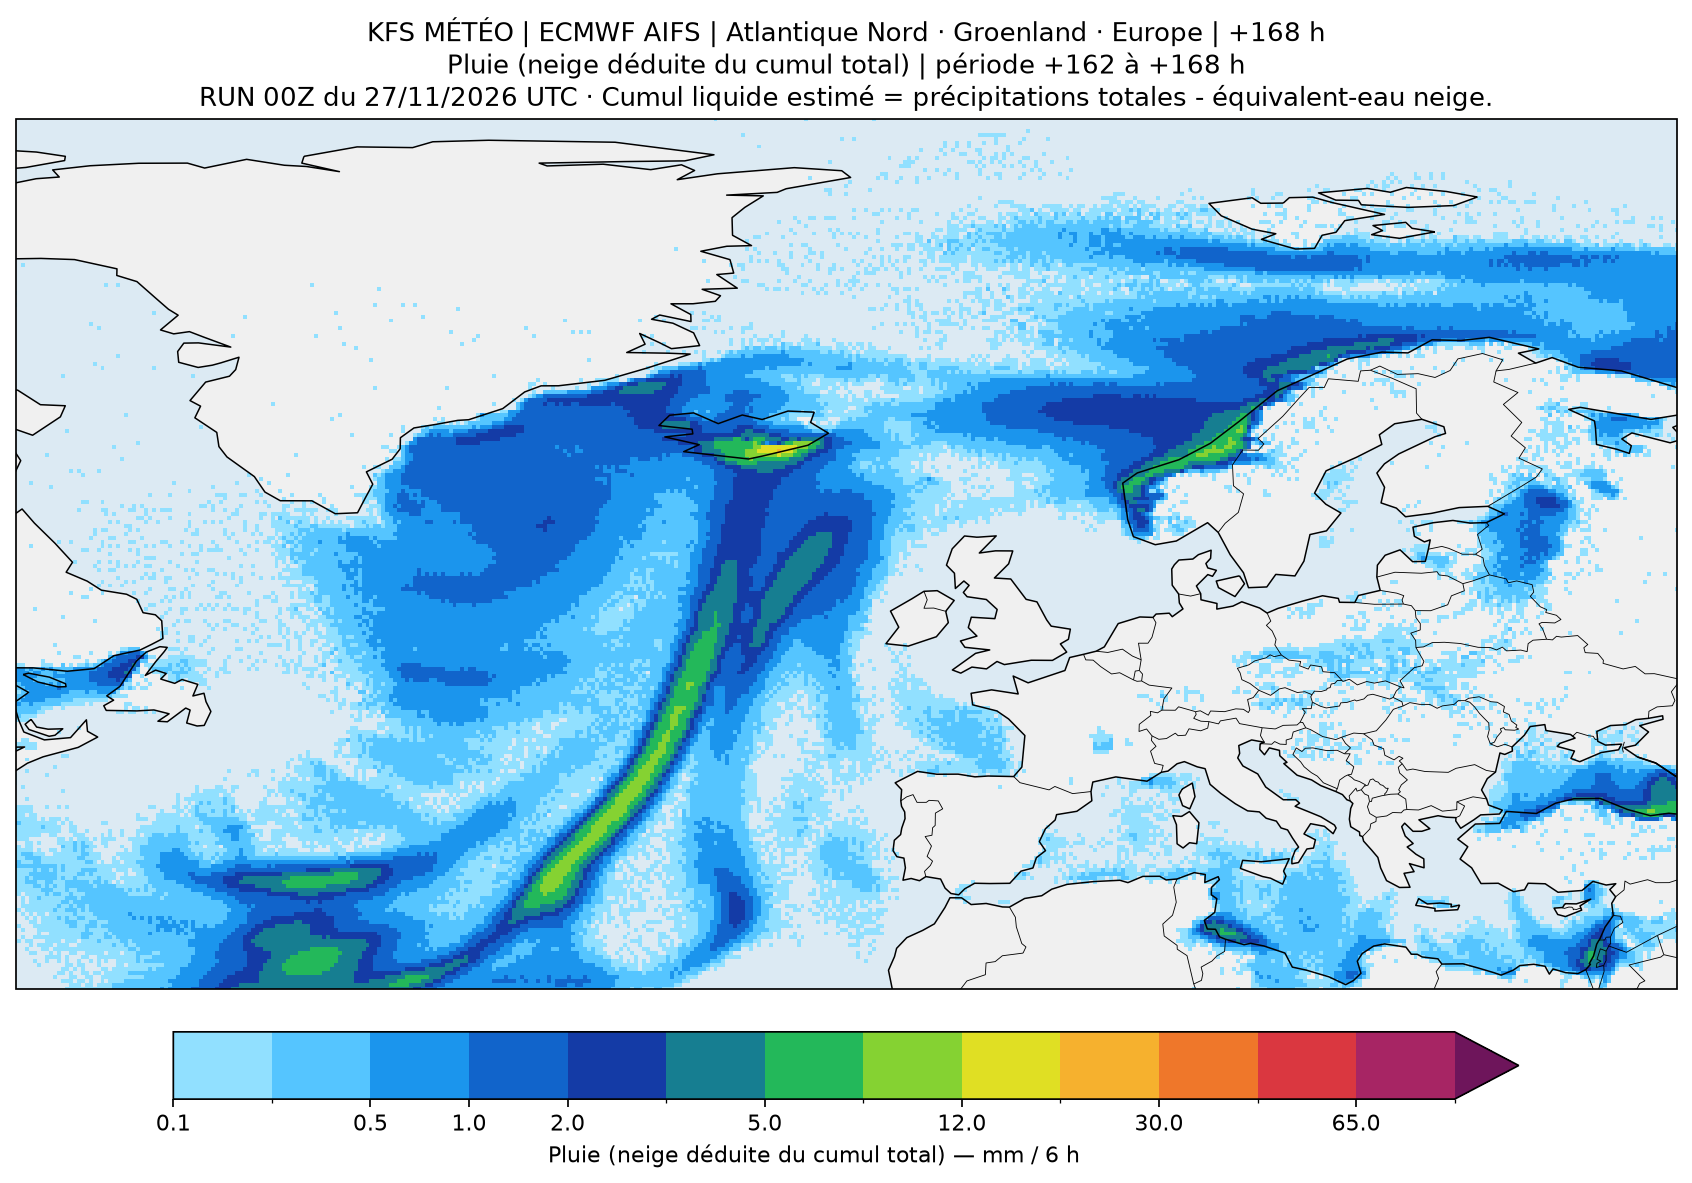 KFS MÉTÉO | ECMWF AIFS | Atlantique Nord · Groenland · Europe | +168 h
Pluie (neige déduite du cumul total) | période +162 à +168 h
RUN 00Z du 27/11/2026 UTC · Cumul liquide estimé = précipitations totales - équivalent-eau neige.
0.1 0.5 1.0 2.0 5.0 12.0 30.0 65.0
Pluie (neige déduite du cumul total) — mm / 6 h